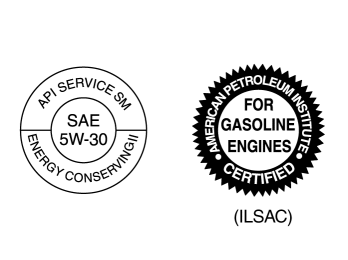 API SERVICE SM
SAE
5W-30
ENERGY CONSERVING II
AMERICAN PETROLEUM INSTITUTE
FOR
GASOLINE
ENGINES
CERTIFIED
(ILSAC)